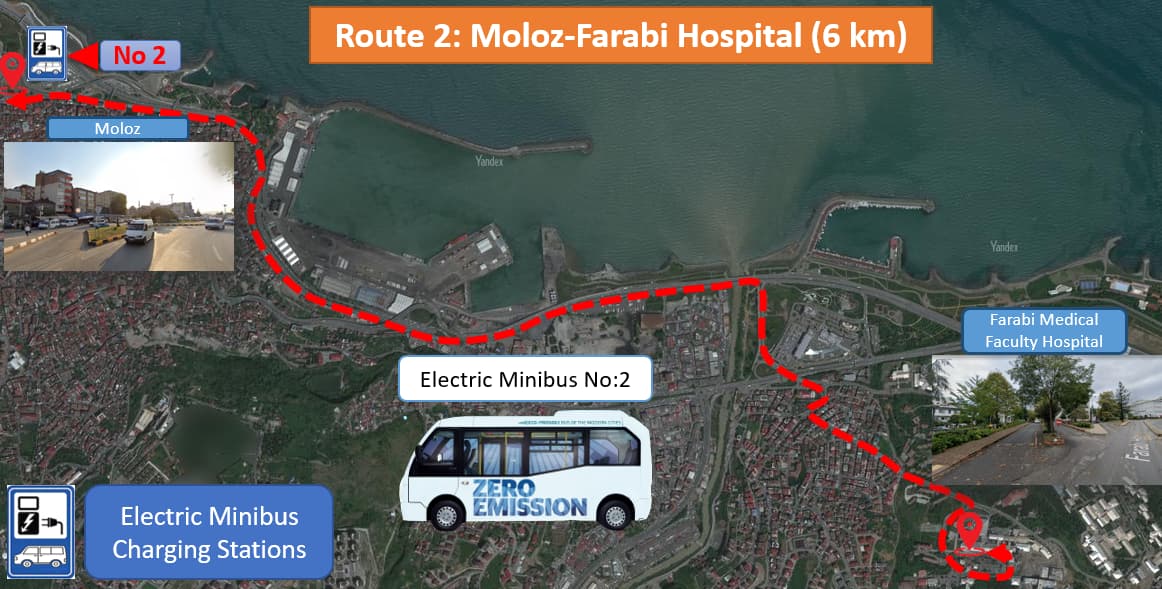 Route 2: Moloz-Farabi Hospital (6 km)
No 2
Moloz
Yandex
Yandex
Farabi Medical
Faculty Hospital
Electric Minibus No:2
ZERO
EMISSION
Electric Minibus
Charging Stations